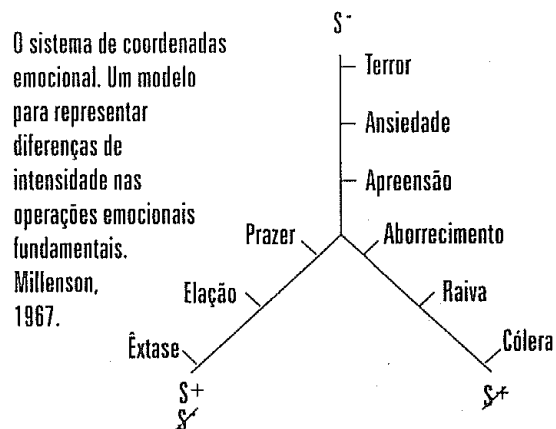 O sistema de coordenadas
emocional. Um modelo
para representar
diferenças de
intensidade nas
operações emocionais
fundamentais.
Millenson,
1967.
S-
Terror
Ansiedade
Apreensão
Prazer
Elação
Êxtase
S+
S̸-
Aborrecimento
Raiva
Cólera
S̸+